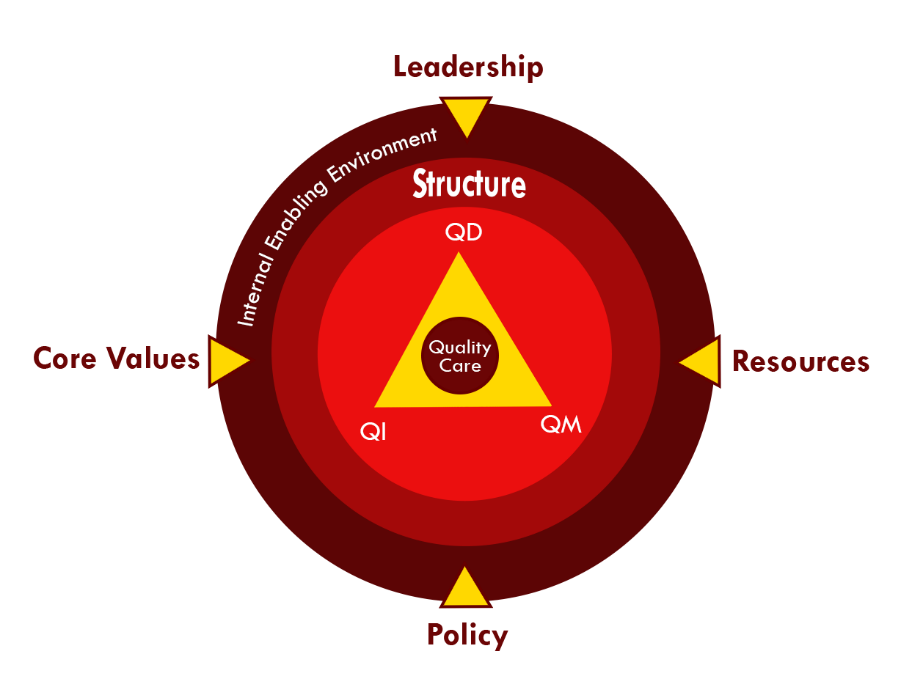 Leadership
Internal Enabling Environment
Structure
QD
Core Values
Quality
Care
Resources
QI
QM
Policy